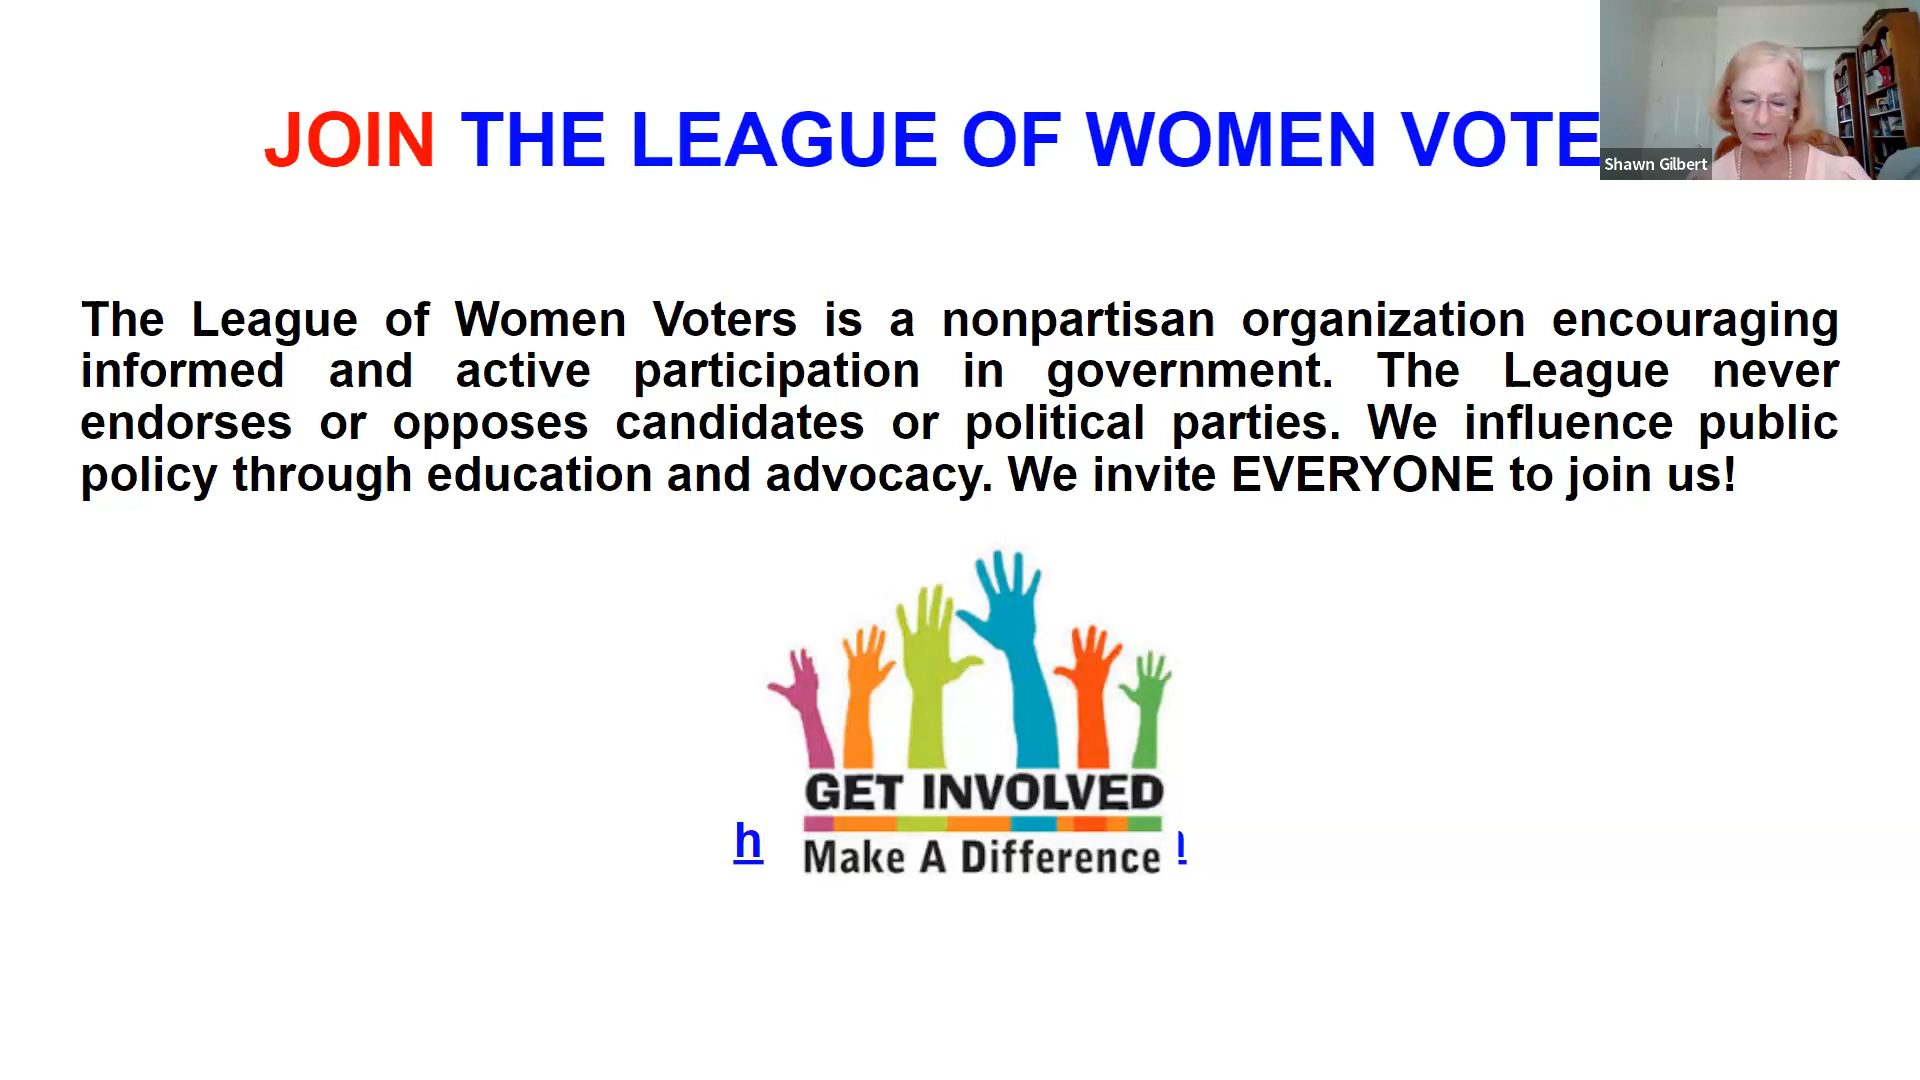 JOIN THE LEAGUE OF WOMEN VOTE
Shawn Gilbert
The League of Women Voters is a nonpartisan organization encouraging
informed and active participation in government. The League never
endorses or opposes candidates or political parties. We influence public
policy through education and advocacy. We invite EVERYONE to join us!
GET INVOLVED
h
Make A Difference